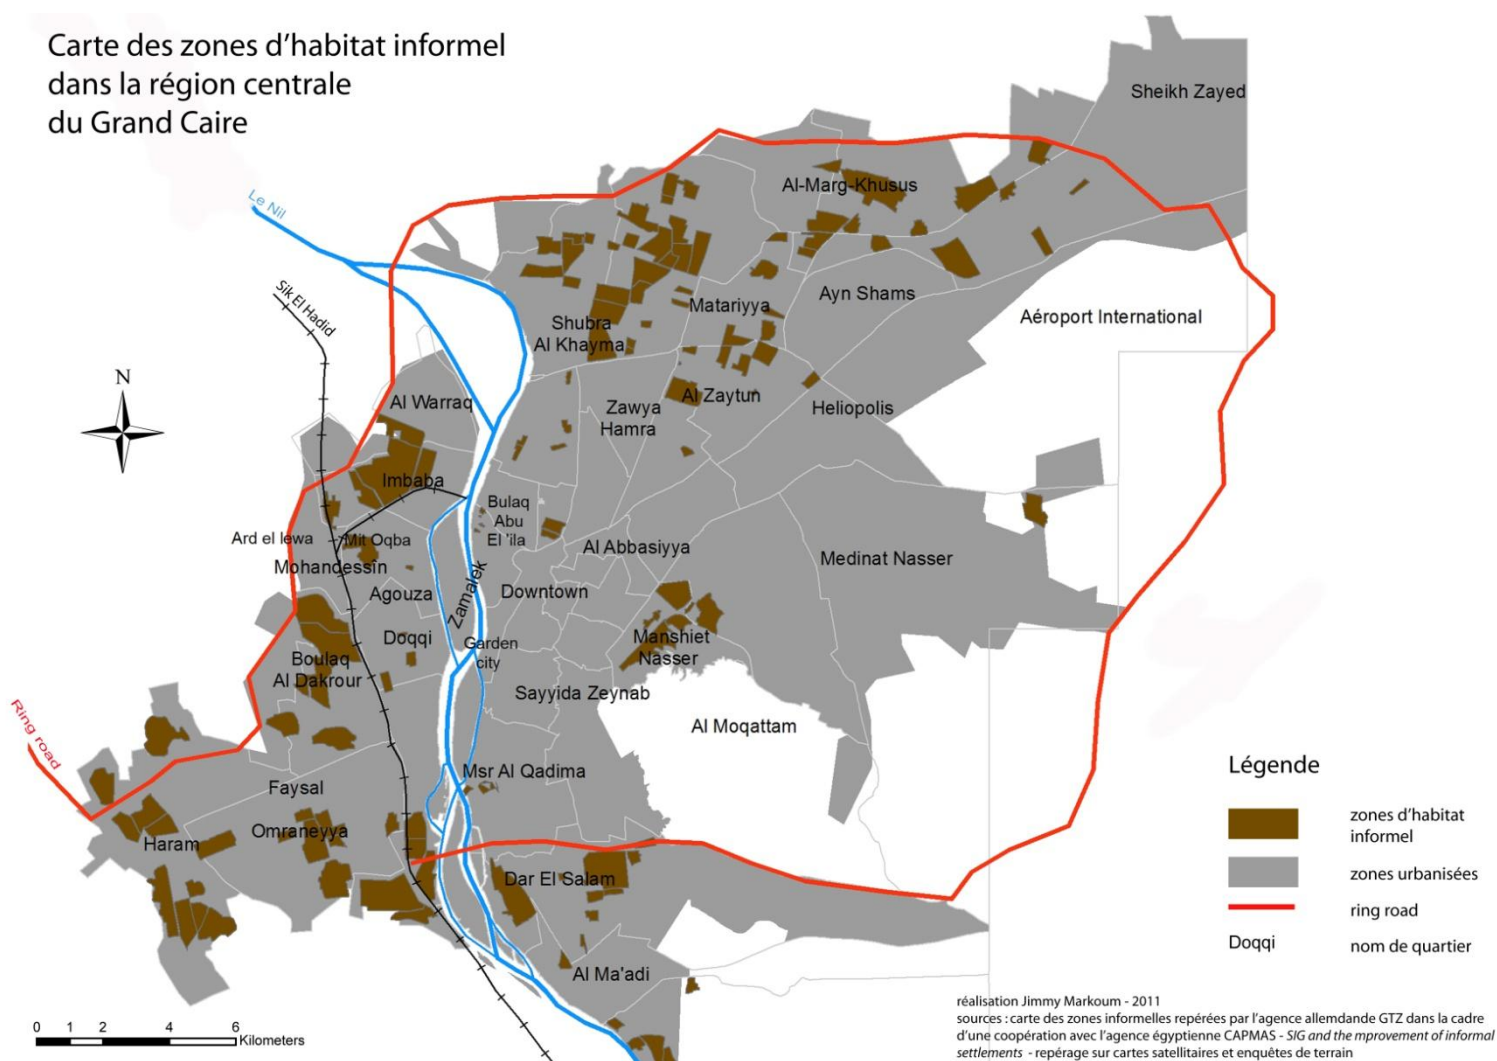 Carte des zones d'habitat informel
dans la région centrale
du Grand Caire
Sheikh Zayed
Al-Marg-Khusus
Le Nil
Sik El Hadid
Ayn Shams
Matariyya
Aéroport International
Shubra
Al Khayma
N
Al Warraq
Al Zaytun
Zawya
Hamra
Heliopolis
Imbaba
Bulaq
Abu
El 'ila
Ard el lewa
Mit Oqba
Al Abbasiyya
Medinat Nasser
Mohandessîn
Agouza
Zamalek
Downtown
Doqqi
Garden
city
Manshiet
Nasser
Boulaq
Al Dakrour
Sayyida Zeynab
Ring road
Al Moqattam
Msr Al Qadima
Faysal
Omraneyya
Haram
Dar El Salam
Al Ma'adi
Légende
zones d'habitat
informel
zones urbanisées
ring road
Doqqi
nom de quartier
0 1 2 4 6
Kilometers
réalisation Jimmy Markoum - 2011
sources : carte des zones informelles repérées par l'agence allemdande GTZ dans la cadre
d'une coopération avec l'agence égyptienne CAPMAS - SIG and the mprovement of informal
settlements - repérage sur cartes satellitaires et enquêtes de terrain